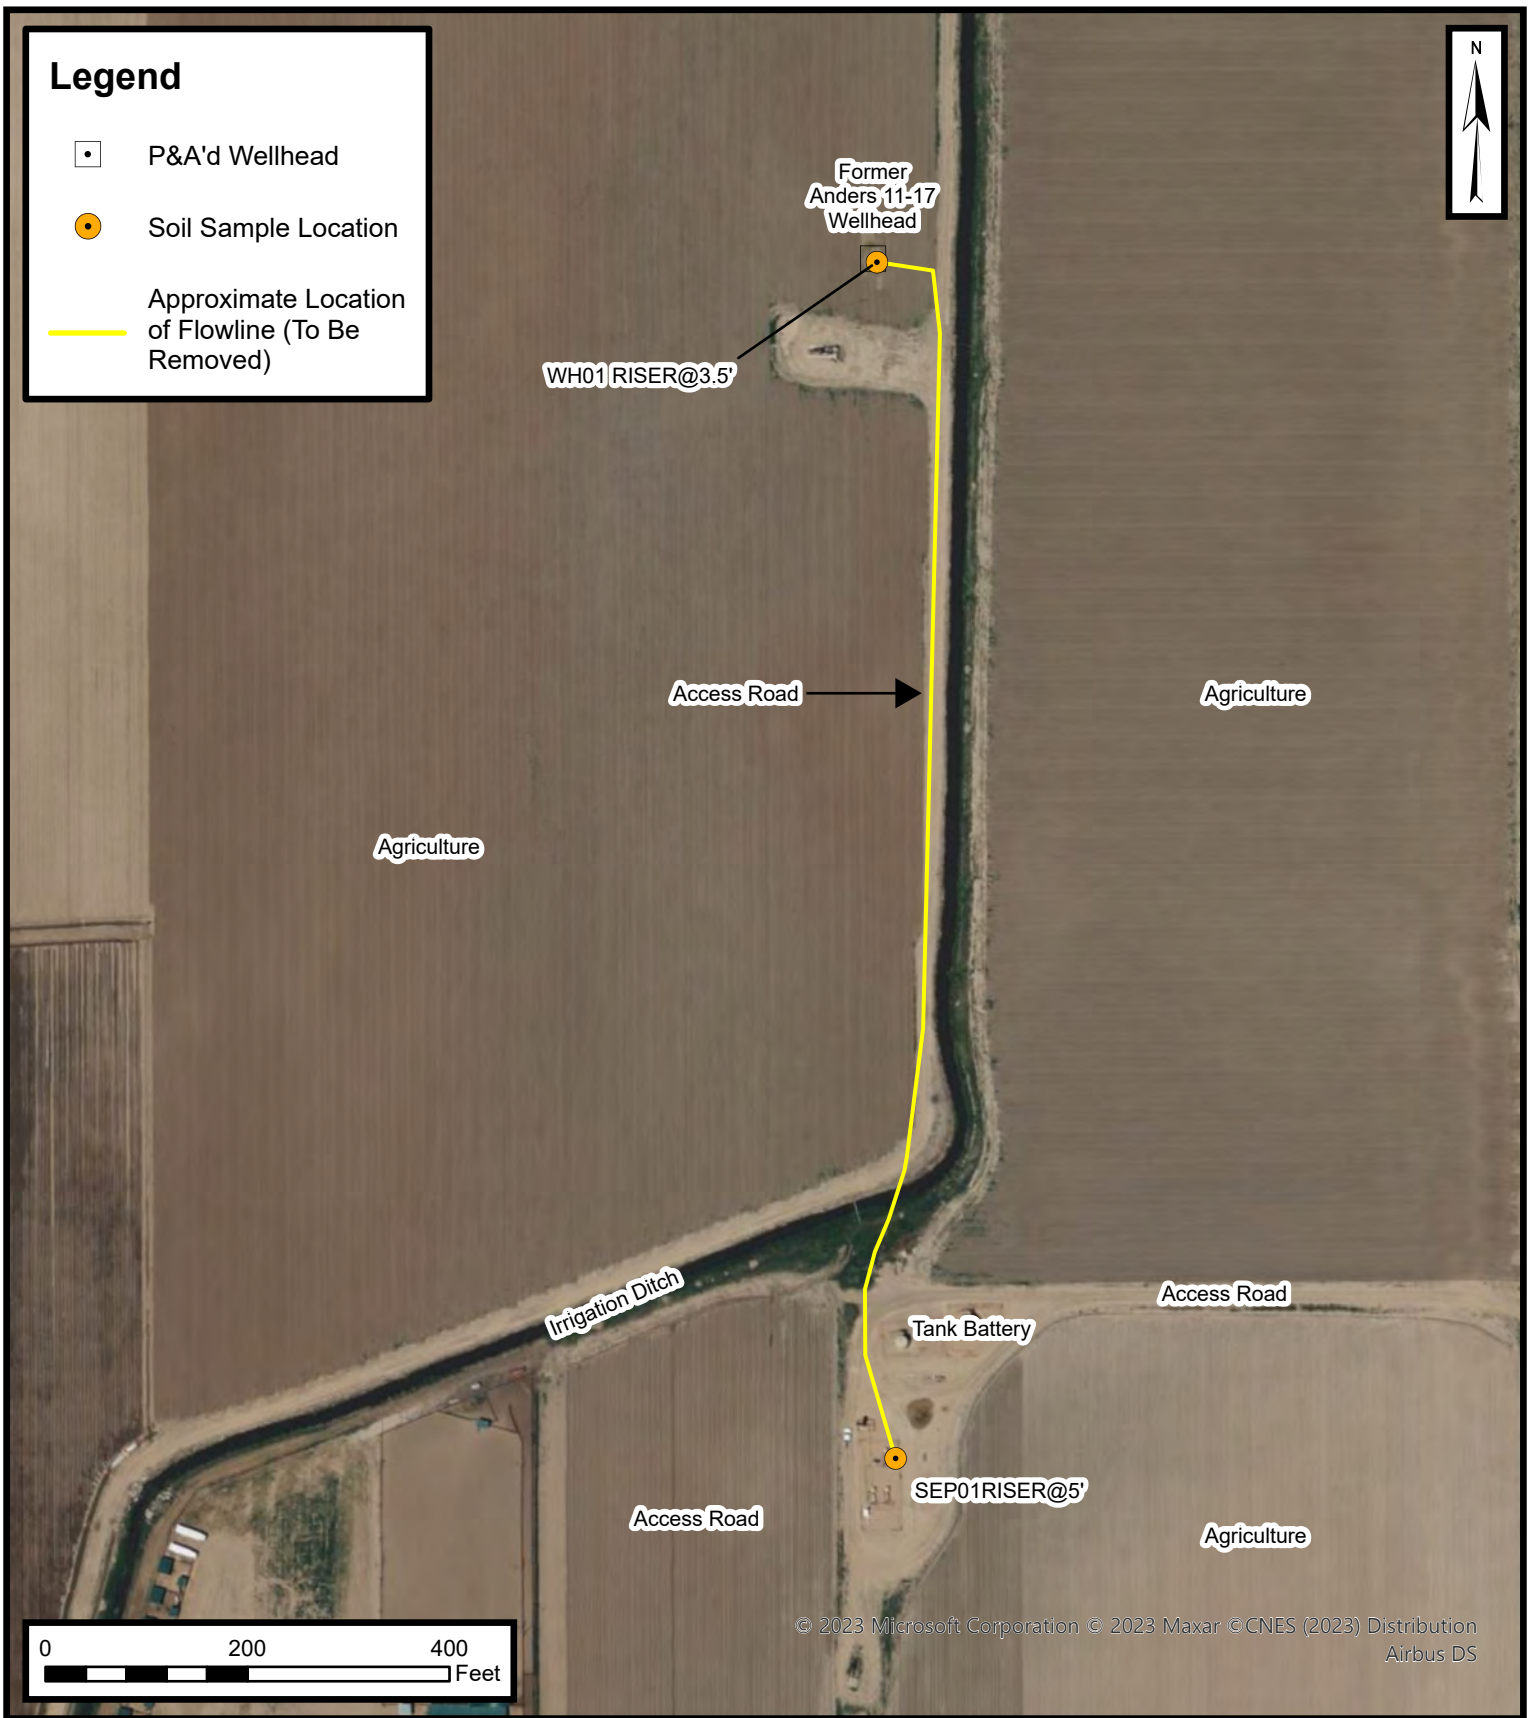 Legend
P&A'd Wellhead
Soil Sample Location
Approximate Location
of Flowline (To Be
Removed)
N
Former
Anders 11-17
Wellhead
WH01 RISER@3.5'
Access Road
Agriculture
Agriculture
Irrigation Ditch
Access Road
Tank Battery
SEP01RISER@5'
Access Road
Agriculture
0 200 400
Feet
© 2023 Microsoft Corporation © 2023 Maxar ©CNES (2023) Distribution
Airbus DS